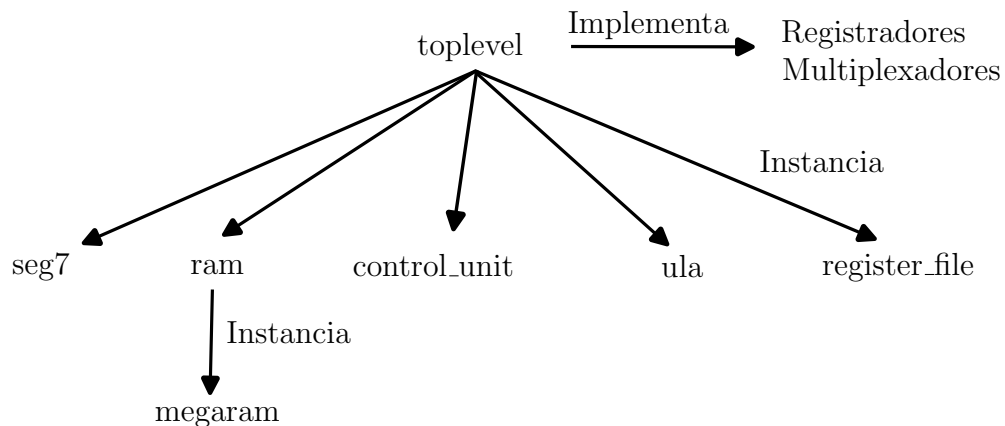 toplevel
Implementa
Registradores
Multiplexadores
Instancia
seg7
ram
control_unit
ula
register_file
Instancia
megaram